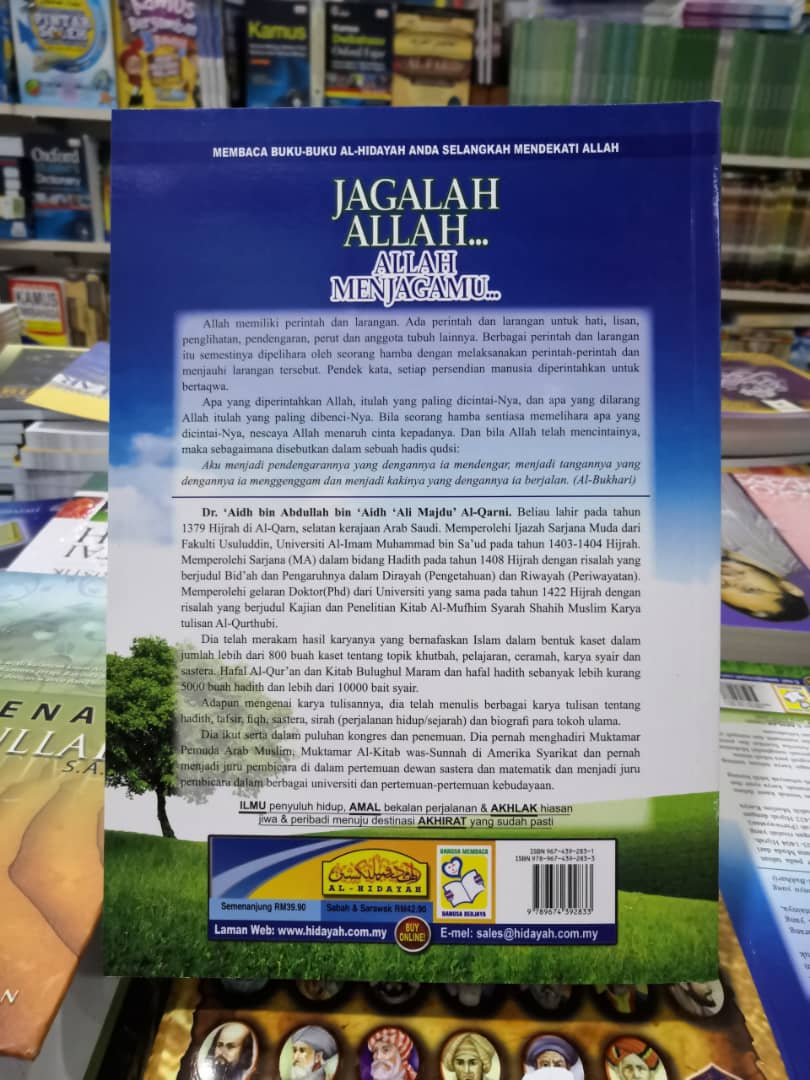 PINTAR
Kamus
Kamus
Dwibahasa
Oxford Fajar
Oxford
Dictionary
KAMUS
MEMBACA BUKU-BUKU AL-HIDAYAH ANDA SELANGKAH MENDEKATI ALLAH
JAGALAH
ALLAH...
ALLAH
MENJAGAMU...
Allah memiliki perintah dan larangan. Ada perintah dan larangan untuk hati, lisan,
penglihatan, pendengaran, perut dan anggota tubuh lainnya. Berbagai perintah dan larangan
itu semestinya dipelihara oleh seorang hamba dengan melaksanakan perintah-perintah dan
menjauhi larangan tersebut. Pendek kata, setiap persendian manusia diperintahkan untuk
bertaqwa.
Apa yang diperintahkan Allah, itulah yang paling dicintai-Nya, dan apa yang dilarang
Allah itulah yang paling dibenci-Nya. Bila seorang hamba sentiasa memelihara apa yang
dicintai-Nya, nescaya Allah menaruh cinta kepadanya. Dan bila Allah telah mencintainya,
maka sebagaimana disebutkan dalam sebuah hadis qudsi:
Aku menjadi pendengarannya yang dengannya ia mendengar, menjadi tangannya yang
dengannya ia menggenggam dan menjadi kakinya yang dengannya ia berjalan. (Al-Bukhari)
Dr. 'Aidh bin Abdullah bin 'Aidh 'Ali Majdu' Al-Qarni. Beliau lahir pada tahun
1379 Hijrah di Al-Qarn, selatan kerajaan Arab Saudi. Memperolehi Ijazah Sarjana Muda dari
Fakulti Usuluddin, Universiti Al-Imam Muhammad bin Sa'ud pada tahun 1403-1404 Hijrah.
Memperolehi Sarjana (MA) dalam bidang Hadith pada tahun 1408 Hijrah dengan risalah yang
berjudul Bid'ah dan Pengaruhnya dalam Dirayah (Pengetahuan) dan Riwayah (Periwayatan).
Memperolehi gelaran Doktor(Phd) dari Universiti yang sama pada tahun 1422 Hijrah dengan
risalah yang berjudul Kajian dan Penelitian Kitab Al-Mufhim Syarah Shahih Muslim Karya
tulisan Al-Qurthubi.
Dia telah merakam hasil karyanya yang bernafaskan Islam dalam bentuk kaset dalam
jumlah lebih dari 800 buah kaset tentang topik khutbah, pelajaran, ceramah, karya syair dan
sastera. Hafal Al-Qur'an dan Kitab Bulughul Maram dan hafal hadith sebanyak lebih kurang
5000 buah hadith dan lebih dari 10000 bait syair.
Adapun mengenai karya tulisannya, dia telah menulis berbagai karya tulisan tentang
hadith, tafsir, fiqh, sastera, sirah (perjalanan hidup/sejarah) dan biografi para tokoh ulama.
Dia ikut serta dalam puluhan kongres dan penemuan. Dia pernah menghadiri Muktamar
Pemuda Arab Muslim, Muktamar Al-Kitab was-Sunnah di Amerika Syarikat dan pernah
menjadi juru pembicara di dalam pertemuan dewan sastera dan matematik dan menjadi juru
pembicara dalam berbagai universiti dan pertemuan-pertemuan kebudayaan.
ILMU penyuluh hidup, AMAL bekalan perjalanan & AKHLAK hiasan
jiwa & peribadi menuju destinasi AKHIRAT yang sudah pasti
AL-HIDAYAH
BANGSA MEMBACA
BANGSA BERJAYA
Semenanjung RM39.90
Sabah & Sarawak RM42.90
ISBN 967-439-283-1
ISBN 978-967-439-283-3
9 789674 392833
Laman Web: www.hidayah.com.my
BUY
ONLINE!
E-mel: sales@hidayah.com.my
ENA
ULLAH
S.A.